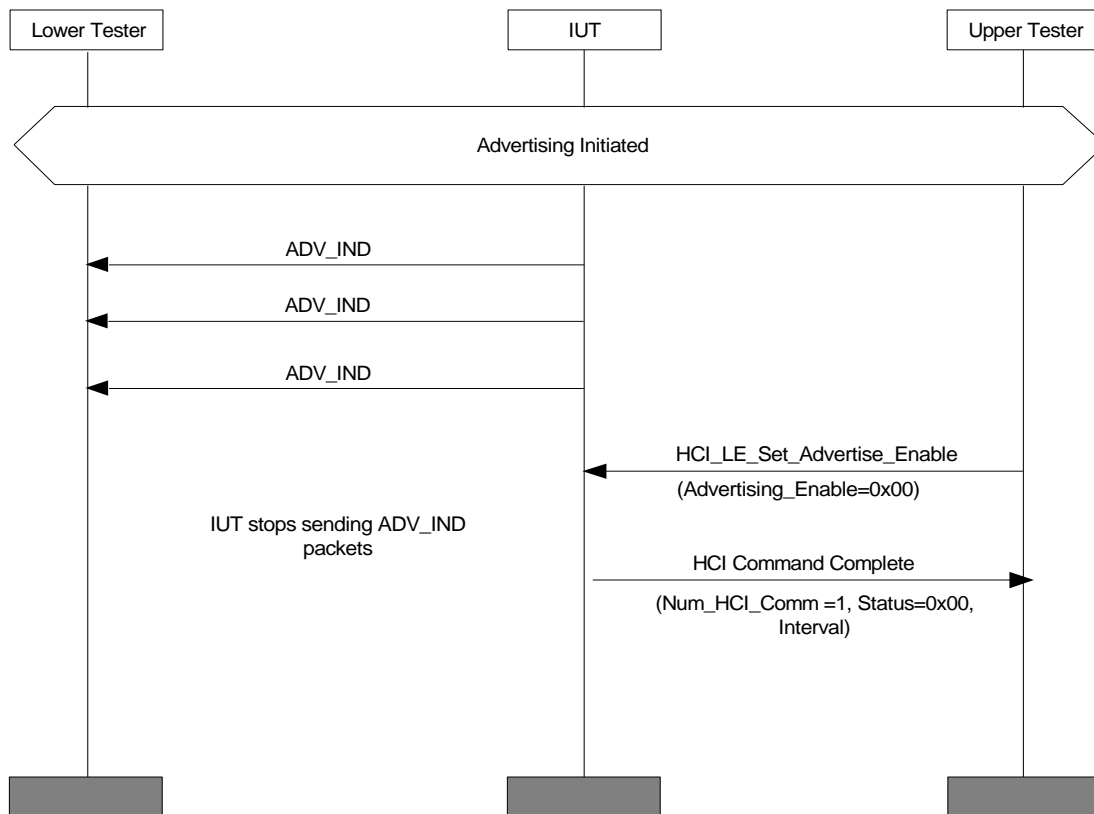 Lower Tester
IUT
Upper Tester
Advertising Initiated
ADV_IND
ADV_IND
ADV_IND
HCI_LE_Set_Advertise_Enable
(Advertising_Enable=0x00)
IUT stops sending ADV_IND
packets
HCI Command Complete
(Num_HCI_Comm =1, Status=0x00,
Interval)